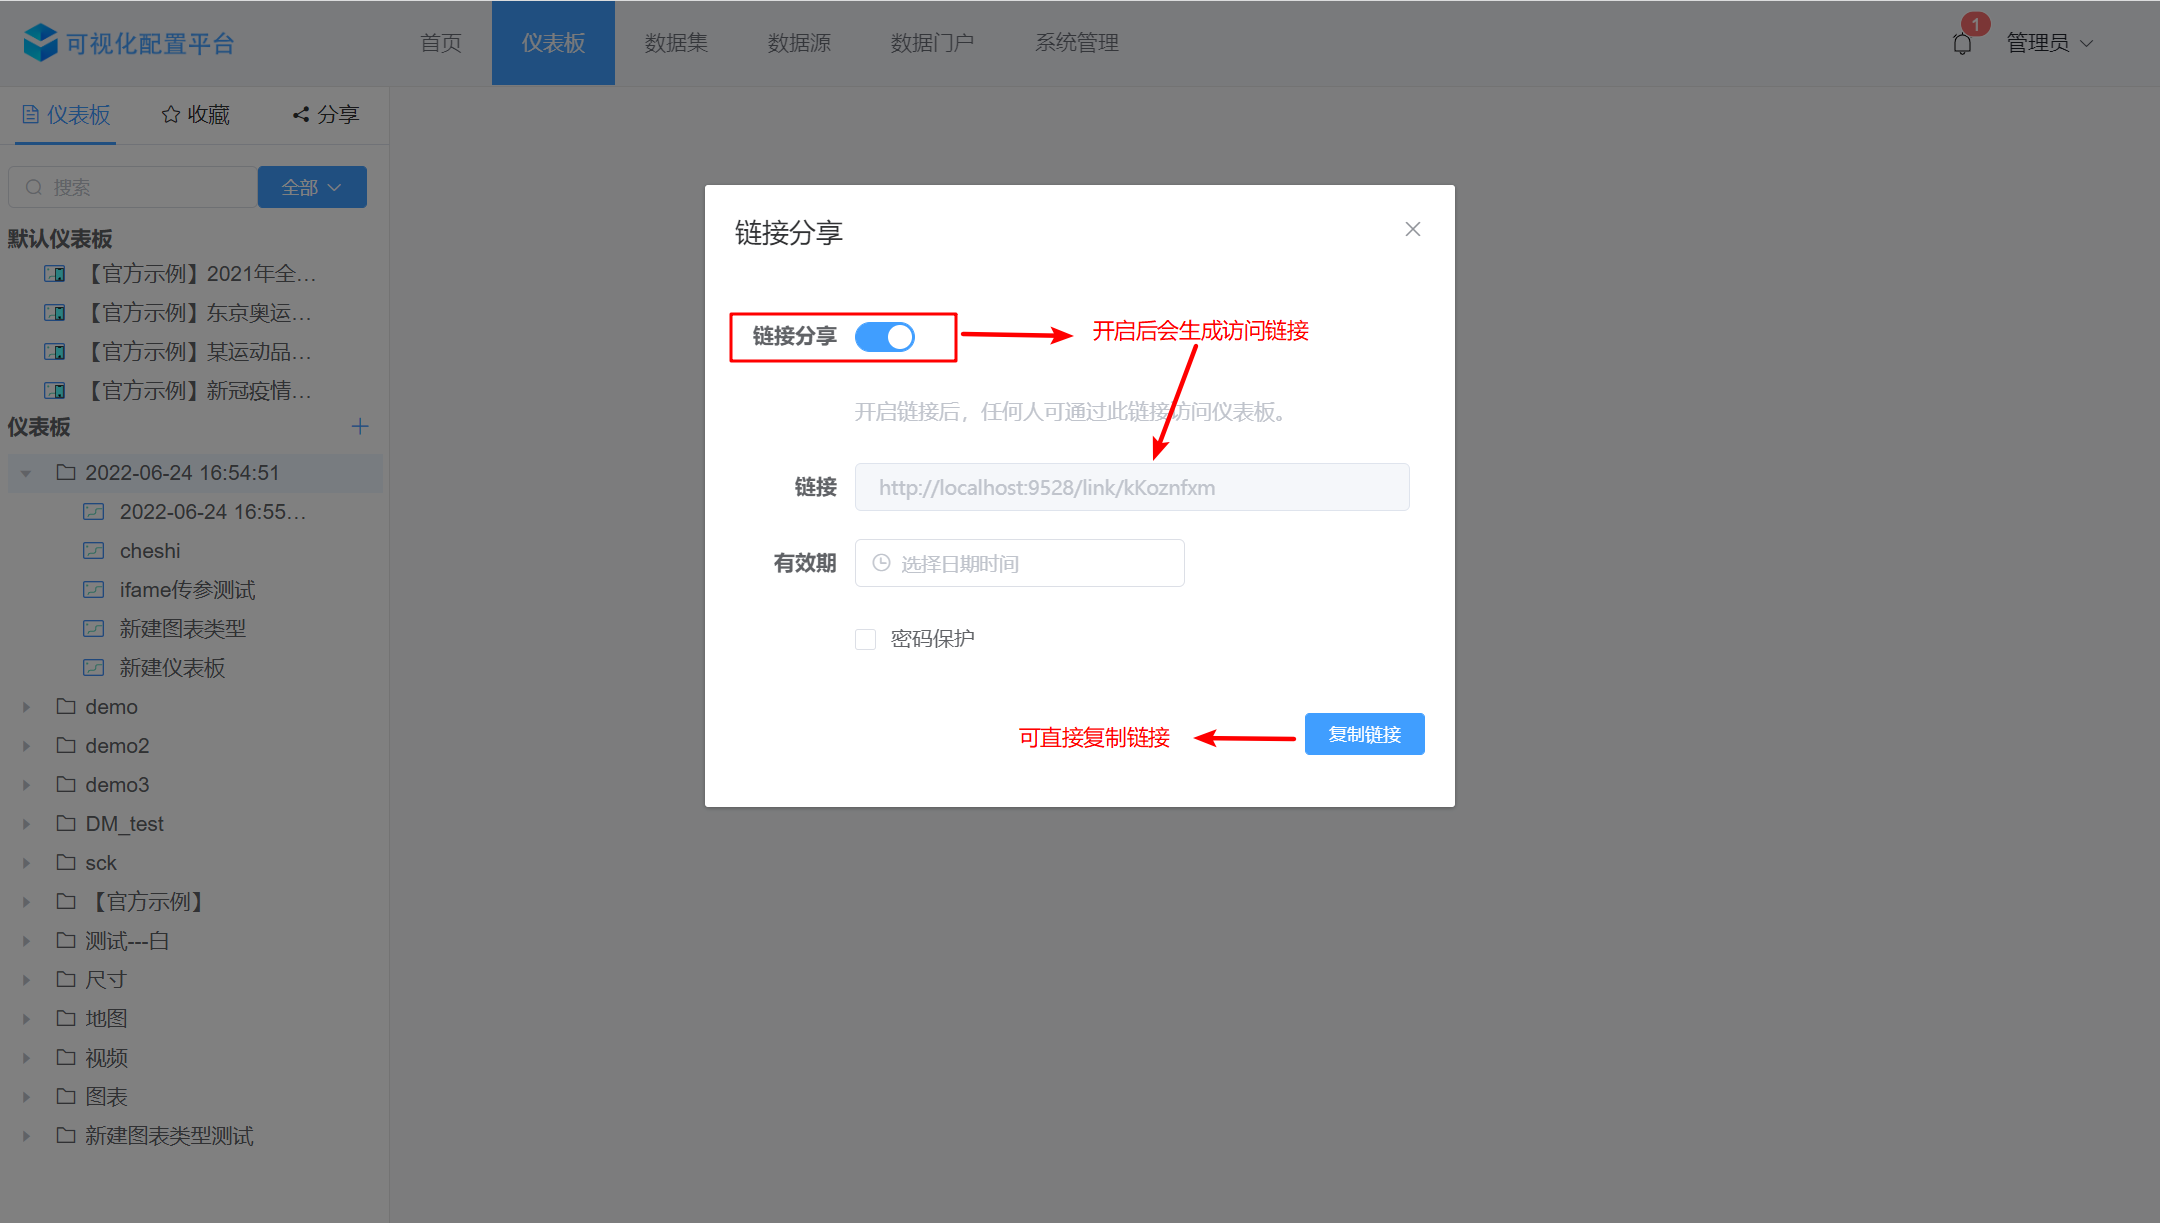 可视化配置平台
首页
仪表板
数据集
数据源
数据门户
系统管理
1
管理员
仪表板
收藏
分享
搜索
全部
默认仪表板
【官方示例】2021年全...
【官方示例】东京奥运...
【官方示例】某运动品...
【官方示例】新冠疫情...
仪表板
2022-06-24 16:54:51
2022-06-24 16:55...
cheshi
ifame传参测试
新建图表类型
新建仪表板
demo
demo2
demo3
DM_test
sck
【官方示例】
测试---白
尺寸
地图
视频
图表
新建图表类型测试
链接分享
链接分享
开启后会生成访问链接
开启链接后，任何人可通过此链接访问仪表板。
链接
http://localhost:9528/link/kKoznfxm
有效期
选择日期时间
密码保护
可直接复制链接
复制链接